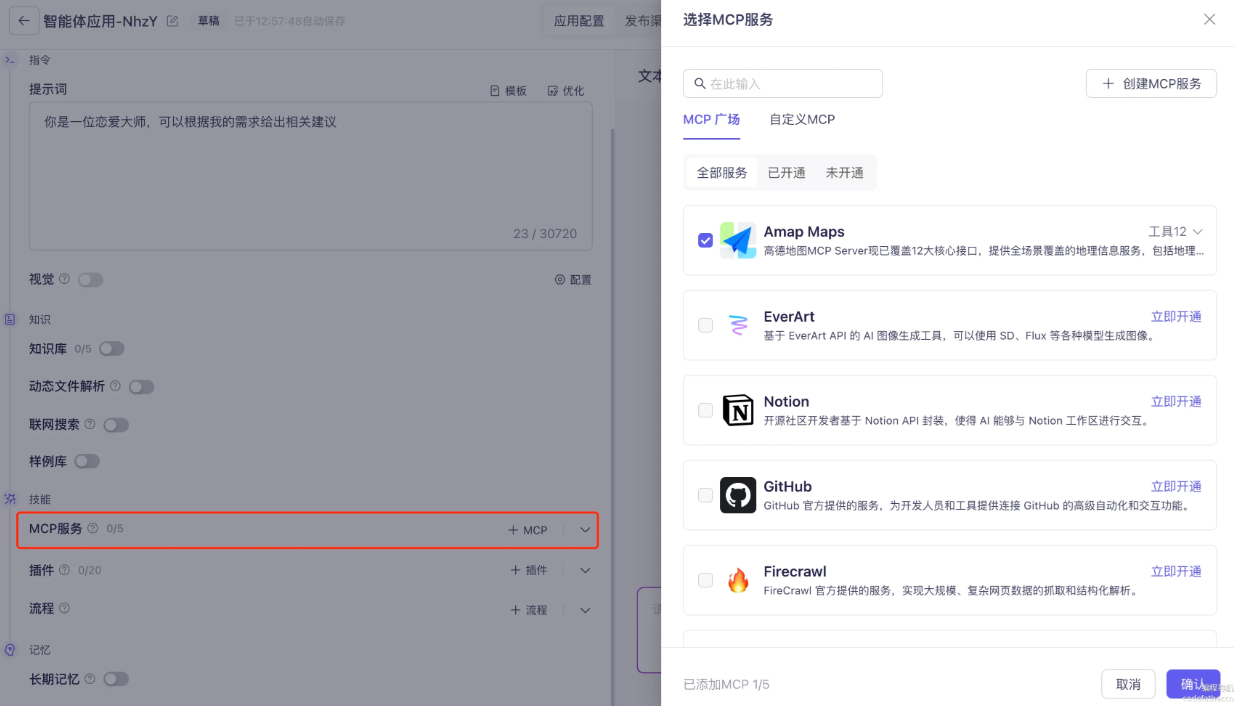 智能体应用-NhzY
草稿
已于12:57:48自动保存
应用配置
发布渠
指令
提示词
模板
优化
你是一位恋爱大师，可以根据我的需求给出相关建议
23 / 30720
视觉
配置
知识
知识库 0/5
动态文件解析
联网搜索
样例库
技能
MCP服务 0/5
+ MCP
插件 0/20
+ 插件
流程
+ 流程
记忆
长期记忆
文本
选择MCP服务
在此输入
+ 创建MCP服务
MCP 广场
自定义MCP
全部服务
已开通
未开通
Amap Maps
工具12
高德地图MCP Server现已覆盖12大核心接口，提供全场景覆盖的地理信息服务，包括地理...
EverArt
立即开通
基于 EverArt API 的 AI 图像生成工具，可以使用 SD、Flux 等各种模型生成图像。
Notion
立即开通
开源社区开发者基于 Notion API 封装，使得 AI 能够与 Notion 工作区进行交互。
GitHub
立即开通
GitHub 官方提供的服务，为开发人员和工具提供连接 GitHub 的高级自动化和交互功能。
Firecrawl
立即开通
FireCrawl 官方提供的服务，实现大规模、复杂网页数据的抓取和结构化解析。
已添加MCP 1/5
取消
确认